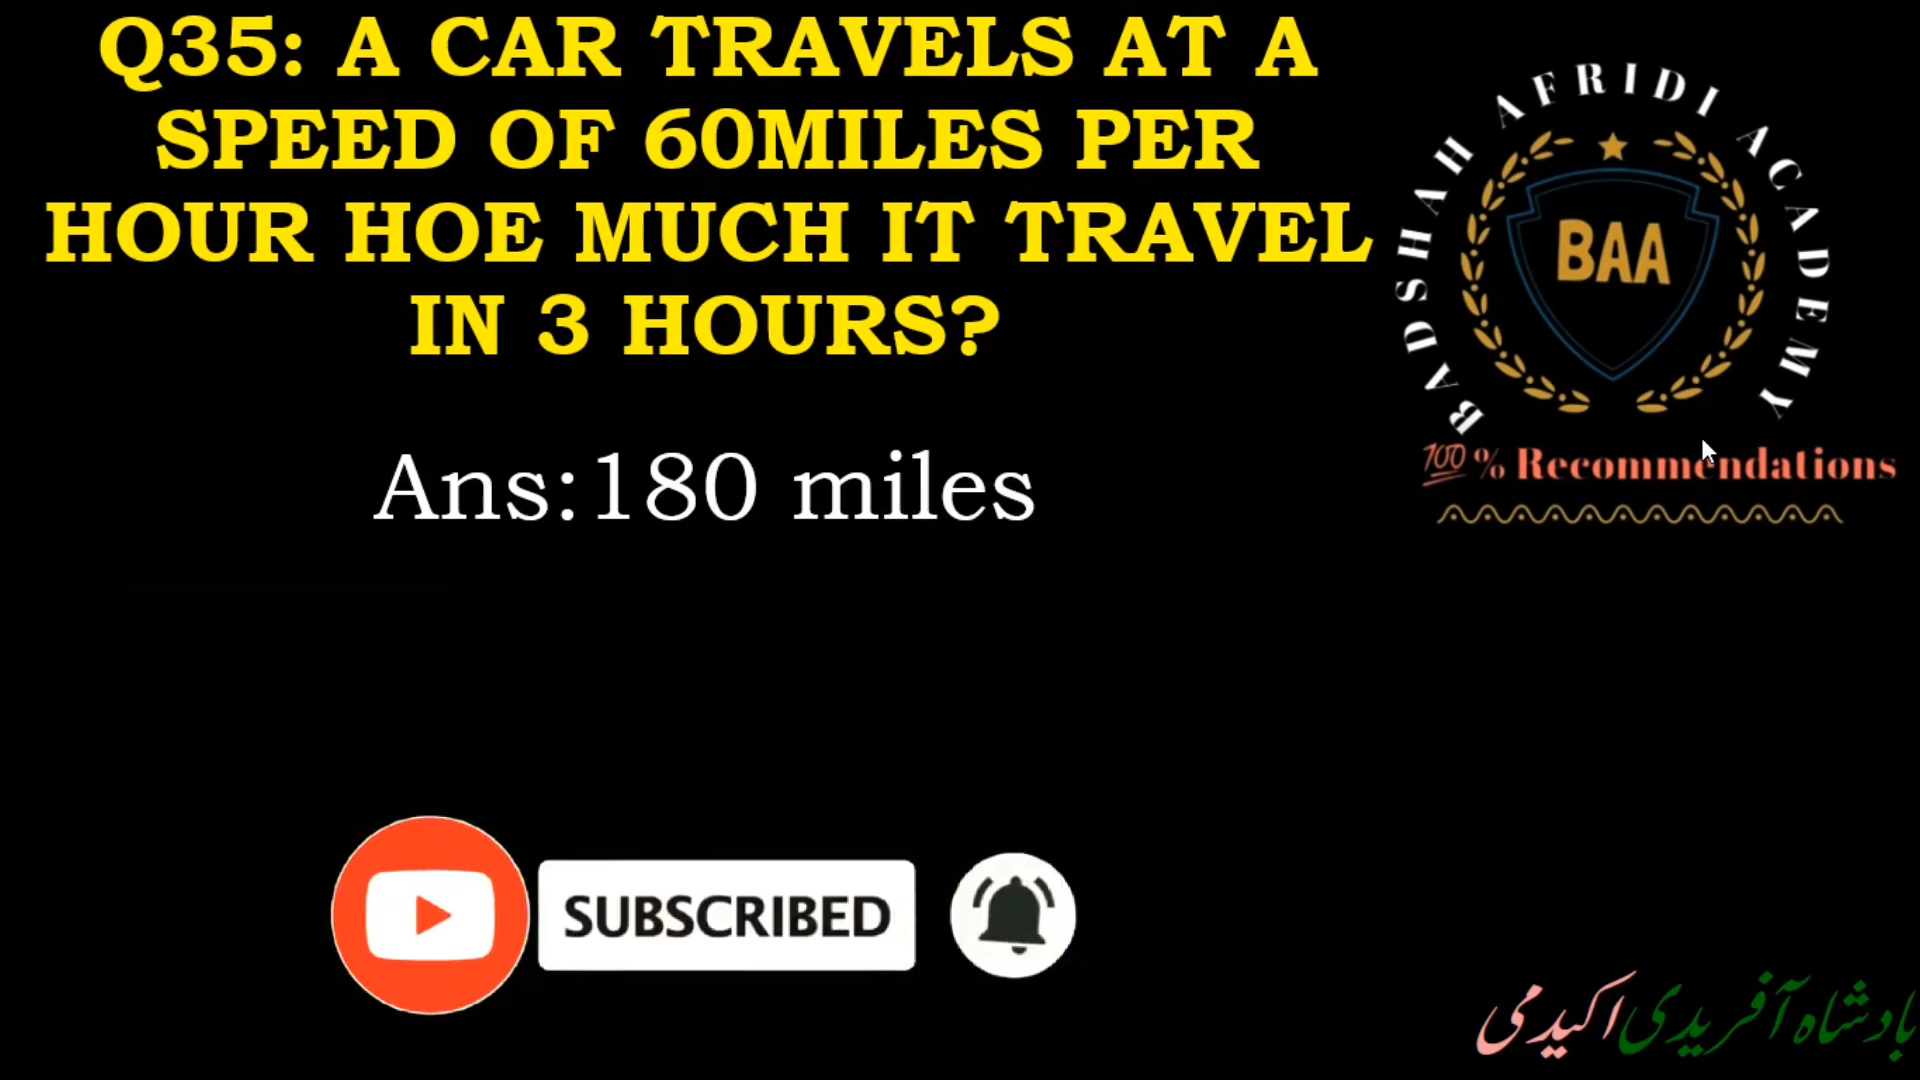 Q35: A CAR TRAVELS AT A
SPEED OF 60MILES PER
HOUR HOE MUCH IT TRAVEL
IN 3 HOURS?
Ans:180 miles
BADSHAH AFRIDI ACADEMY
BAA
100% Recommendations
SUBSCRIBED
بادشاہ آفریدی اکیڈمی